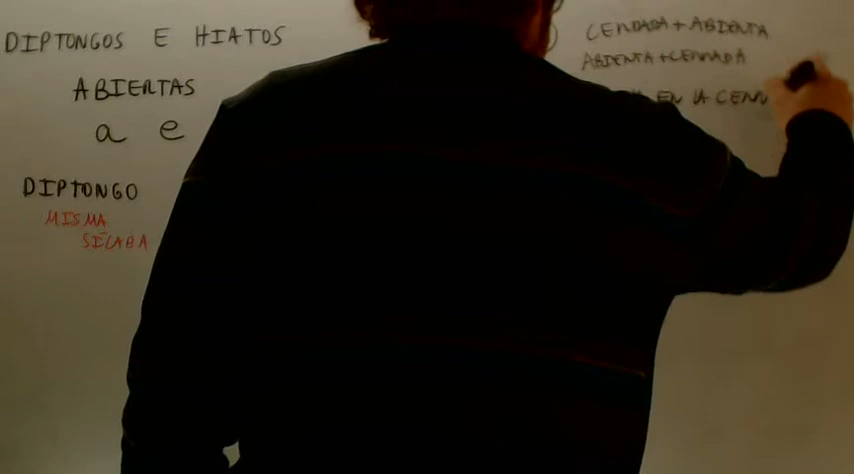 DIPTONGOS E HIATOS
ABIERTAS
a e
DIPTONGO
MISMA
SÍLABA
)
CERRADA + ABIERTA
ABIERTA + CERRADA
EN LA CERR